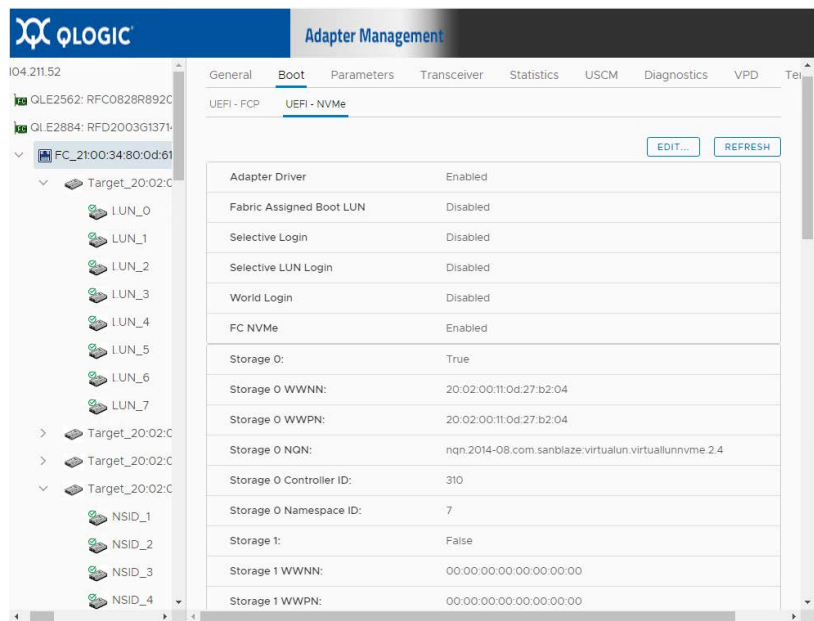 QLOGIC
Adapter Management
104.211.52
QLE2562: RFC0828R892C
QLE2884: RFD2003G1371
FC_21:00:34:80:0d:61
Target_20:02:0
LUN_0
LUN_1
LUN_2
LUN_3
LUN_4
LUN_5
LUN_6
LUN_7
Target_20:02:0
Target_20:02:0
Target_20:02:0
NSID_1
NSID_2
NSID_3
NSID_4
General Boot Parameters Transceiver Statistics USCM Diagnostics VPD
UEFI - FCP UEFI - NVMe
EDIT... REFRESH
Adapter Driver Enabled
Fabric Assigned Boot LUN Disabled
Selective Login Disabled
Selective LUN Login Disabled
World Login Disabled
FC NVMe Enabled
Storage 0: True
Storage 0 WWNN: 20:02:00:11:0d:27:b2:04
Storage 0 WWPN: 20:02:00:11:0d:27:b2:04
Storage 0 NQN: nqn.2014-08.com.sanblaze:virtualun.virtuallunnvme.2.4
Storage 0 Controller ID: 310
Storage 0 Namespace ID: 7
Storage 1: False
Storage 1 WWNN: 00:00:00:00:00:00:00:00
Storage 1 WWPN: 00:00:00:00:00:00:00:00